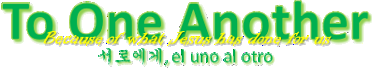 To One Another
Because of what Jesus has done for us
서로에게, el uno al otro